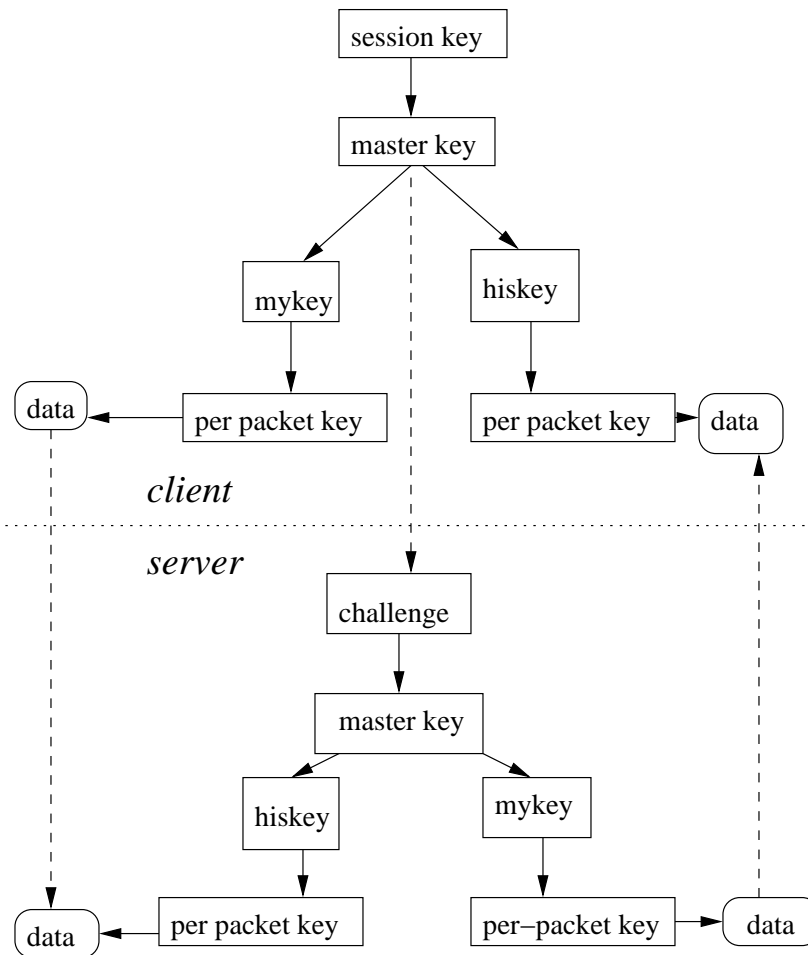 session key
master key
mykey
hiskey
data
per packet key
per packet key
data
client
server
challenge
master key
hiskey
mykey
data
per packet key
per–packet key
data